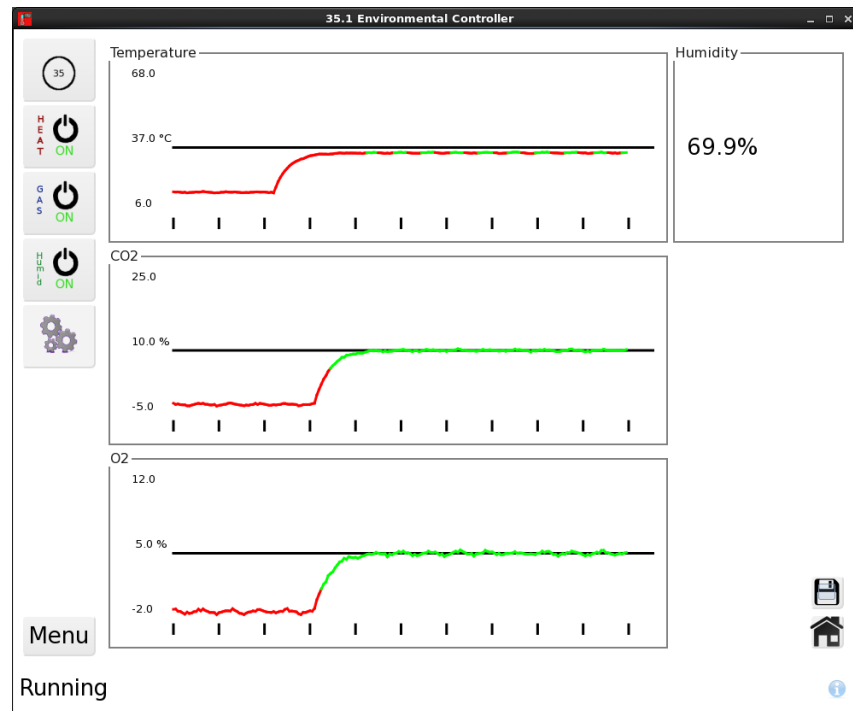 35.1 Environmental Controller
35
HEAT
ON
GAS
ON
Humid
ON
Menu
Running
Temperature
68.0
37.0 °C
6.0
Humidity
69.9%
CO2
25.0
10.0 %
-5.0
O2
12.0
5.0 %
-2.0
i